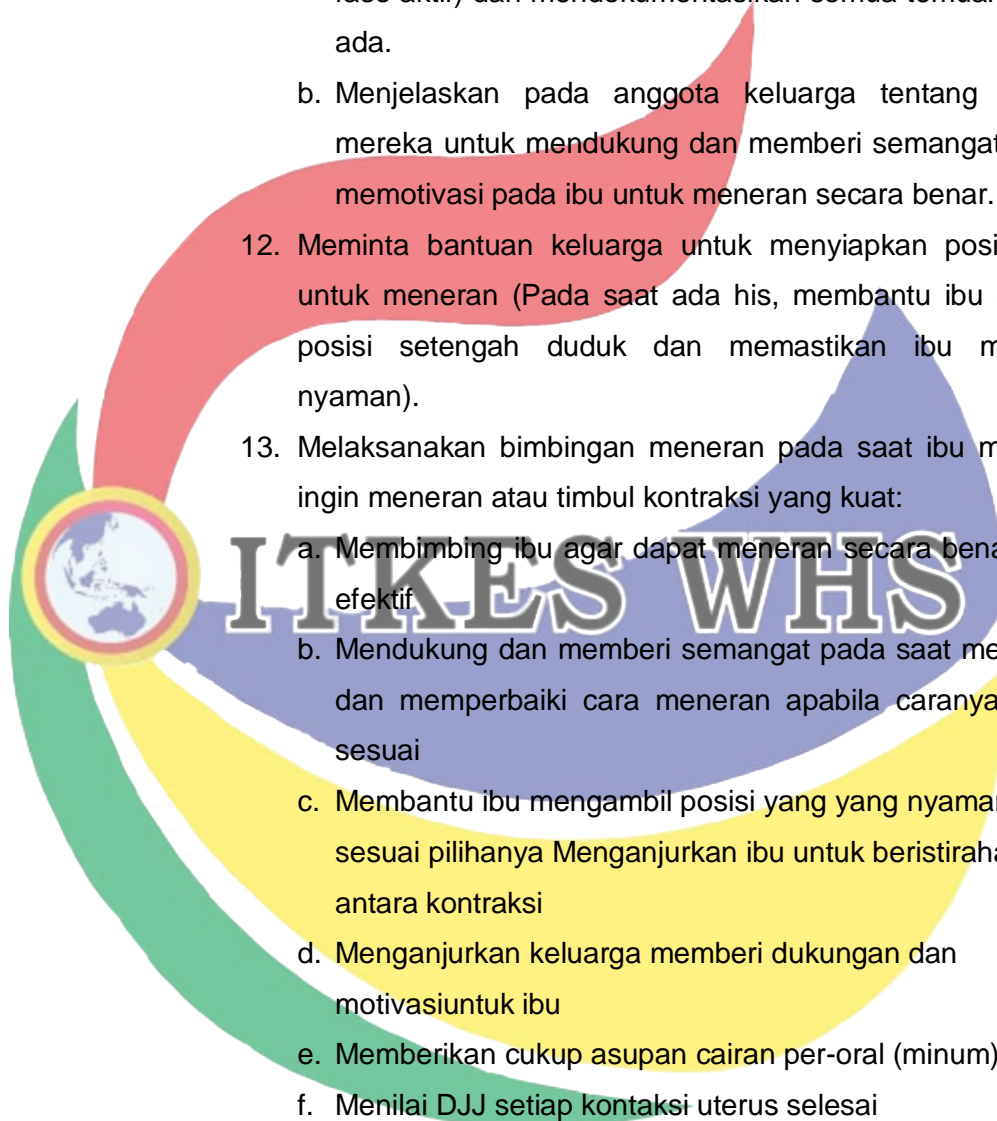 ada.
b. Menjelaskan pada anggota keluarga tentang
mereka untuk mendukung dan memberi semangat
memotivasi pada ibu untuk meneran secara benar.
12. Meminta bantuan keluarga untuk menyiapkan posi
untuk meneran (Pada saat ada his, membantu ibu
posisi setengah duduk dan memastikan ibu m
nyaman).
13. Melaksanakan bimbingan meneran pada saat ibu m
ingin meneran atau timbul kontraksi yang kuat:
ITKES WHS
a. Membimbing ibu agar dapat meneran secara bena
efektif
b. Mendukung dan memberi semangat pada saat me
dan memperbaiki cara meneran apabila caranya
sesuai
c. Membantu ibu mengambil posisi yang yang nyaman
sesuai pilihanya Menganjurkan ibu untuk beristiraha
antara kontraksi
d. Menganjurkan keluarga memberi dukungan dan
motivasiuntuk ibu
e. Memberikan cukup asupan cairan per-oral (minum)
f. Menilai DJJ setiap kontaksi uterus selesai